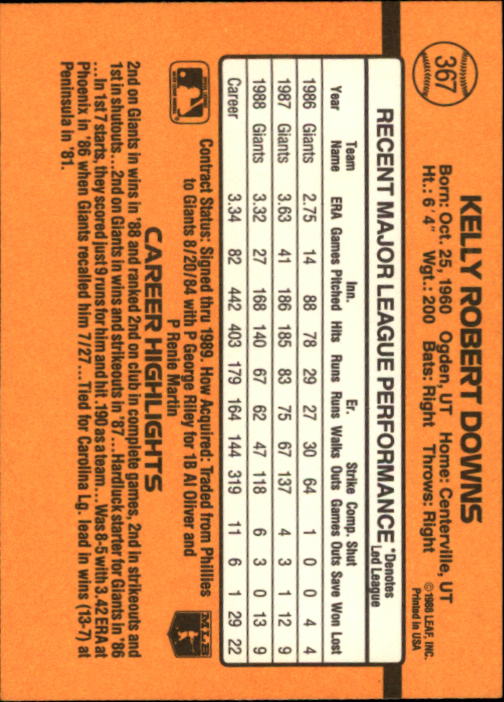 367
KELLY ROBERT DOWNS
Born: Oct. 25, 1960 Ogden, UT Home: Centerville, UT
Ht.: 6' 4" Wgt.: 200 Bats: Right Throws: Right
© 1988 LEAF, INC.
Printed in USA
RECENT MAJOR LEAGUE PERFORMANCE *Denotes Led League
Team Inn. Er. Strike Comp. Shut
Year Name ERA Games Pitched Hits Runs Runs Walks Outs Games Outs Save Won Lost
1986 Giants 2.75 14 88 78 29 27 30 64 1 0 0 4 4
1987 Giants 3.63 41 186 185 83 75 67 137 4 3 1 12 9
1988 Giants 3.32 27 168 140 67 62 47 118 6 3 0 13 9
Career 3.34 82 442 403 179 164 144 319 11 6 1 29 22
Contract Status: Signed thru 1989. How Acquired: Traded from Phillies
to Giants 8/20/84 with P George Riley for 1B Al Oliver and
P Renie Martin
MLB
CAREER HIGHLIGHTS
2nd on Giants in wins in '88 and ranked 2nd on club in complete games, 2nd in strikeouts and
1st in shutouts...2nd on Giants in wins and strikeouts in '87...Hardluck starter for Giants in '86
...In 1st 7 starts, they scored just 9 runs for him and hit .190 as a team... Was 8-5 with 3.42 ERA at
Phoenix in '86 when Giants recalled him 7/27... Tied for Carolina Lg. lead in wins (13-7) at
Peninsula in '81.